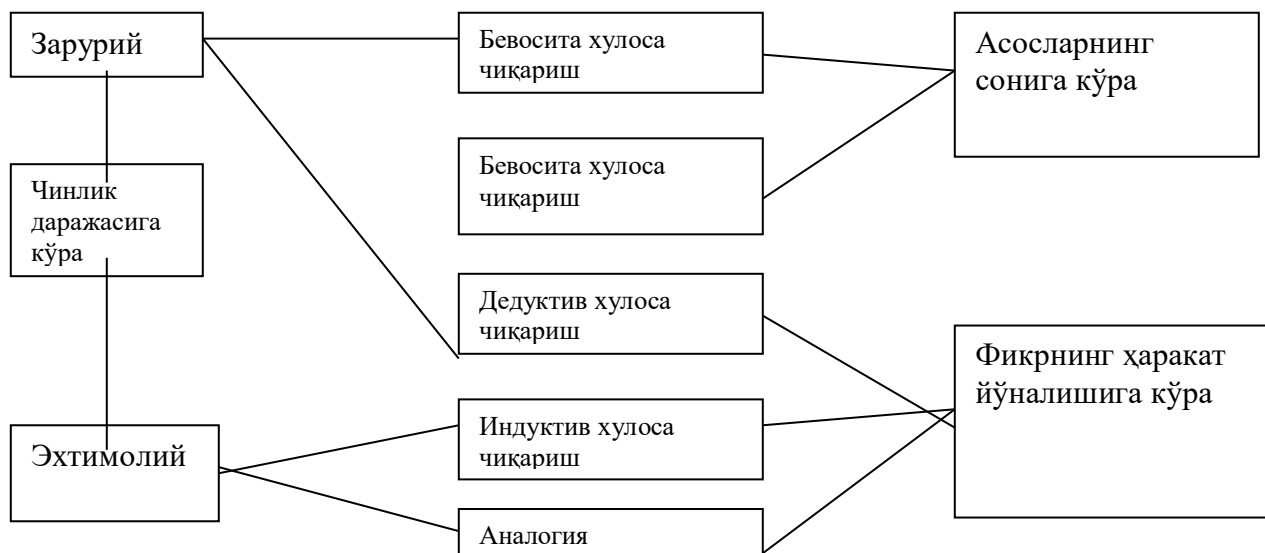 Зарурий
Чинлик
даражасига
кўра
Эхтимолий
Бевосита хулоса
чиқариш
Бевосита хулоса
чиқариш
Дедуктив хулоса
чиқариш
Индуктив хулоса
чиқариш
Аналогия
Асосларнинг
сонига кўра
Фикрнинг ҳаракат
йўналишига кўра